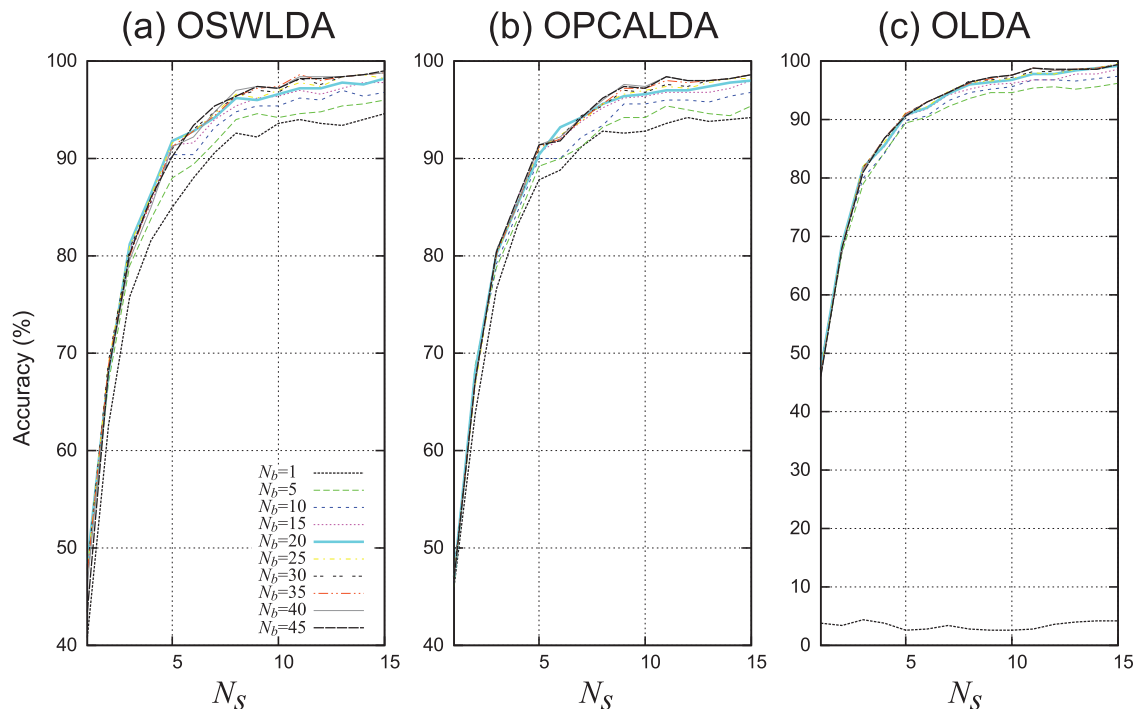 (a) OSWLDA
(b) OPCALDA
(c) OLDA
Accuracy (%)
100
90
80
70
60
50
40
5
10
15
N_s
N_b=1
N_b=5
N_b=10
N_b=15
N_b=20
N_b=25
N_b=30
N_b=35
N_b=40
N_b=45
100
90
80
70
60
50
40
5
10
15
N_s
100
90
80
70
60
50
40
30
20
10
0
5
10
15
N_s